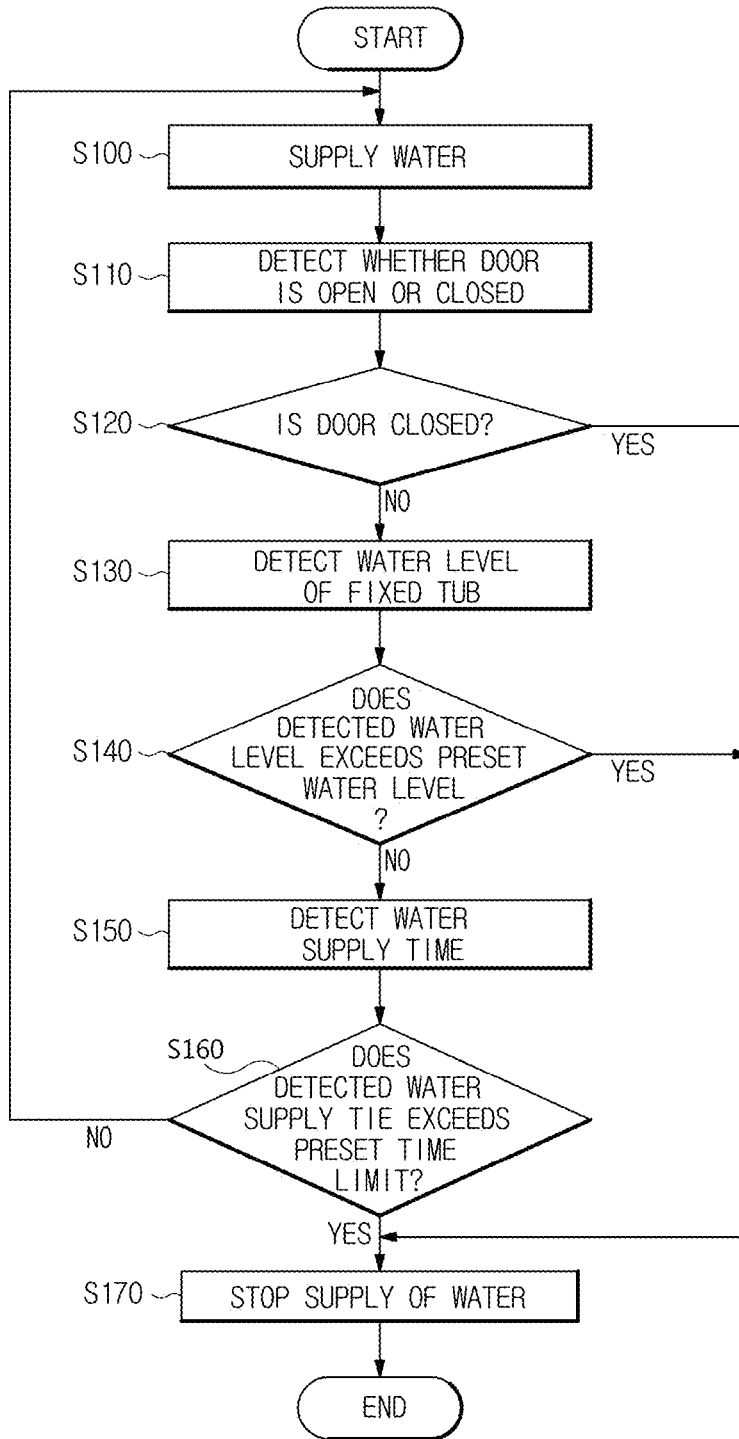 START
S100
SUPPLY WATER
S110
DETECT WHETHER DOOR
IS OPEN OR CLOSED
S120
IS DOOR CLOSED?
YES
NO
S130
DETECT WATER LEVEL
OF FIXED TUB
S140
DOES
DETECTED WATER
LEVEL EXCEEDS PRESET
WATER LEVEL
?
YES
NO
S150
DETECT WATER
SUPPLY TIME
S160
DOES
DETECTED WATER
SUPPLY TIE EXCEEDS
PRESET TIME
LIMIT?
NO
YES
S170
STOP SUPPLY OF WATER
END